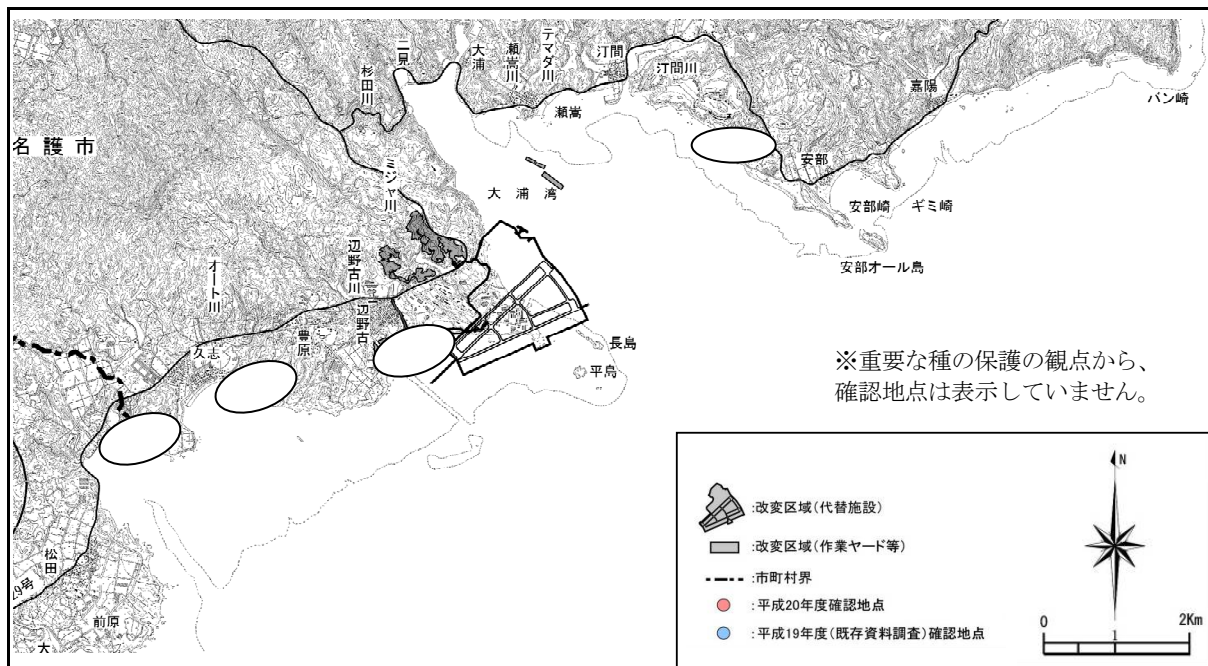 二見
杉田川
大浦
瀬嵩川
テマダ川
汀間
汀間川
瀬嵩
嘉陽
バン崎
名護市
ミジャ川
大浦湾
安部
安部崎
ギミ崎
安部オール島
辺野古川
オート川
辺野古
豊原
久志
長島
平島
※重要な種の保護の観点から、
確認地点は表示していません。
松田
29号
前原
大
:改変区域(代替施設)
:改変区域(作業ヤード等)
:市町村界
:平成20年度確認地点
:平成19年度(既存資料調査)確認地点
N
0 1 2Km